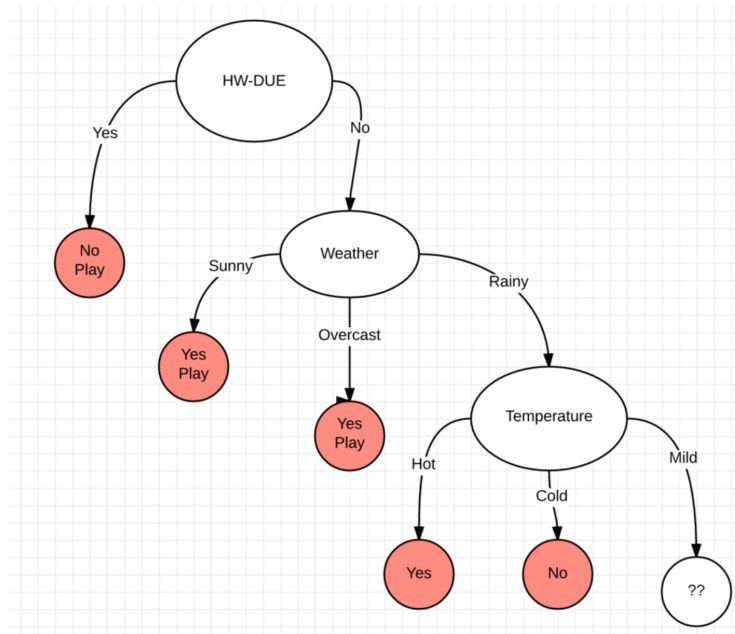 HW-DUE
Yes
No
No
Play
Weather
Sunny
Rainy
Overcast
Yes
Play
Yes
Play
Temperature
Hot
Mild
Cold
Yes
No
??